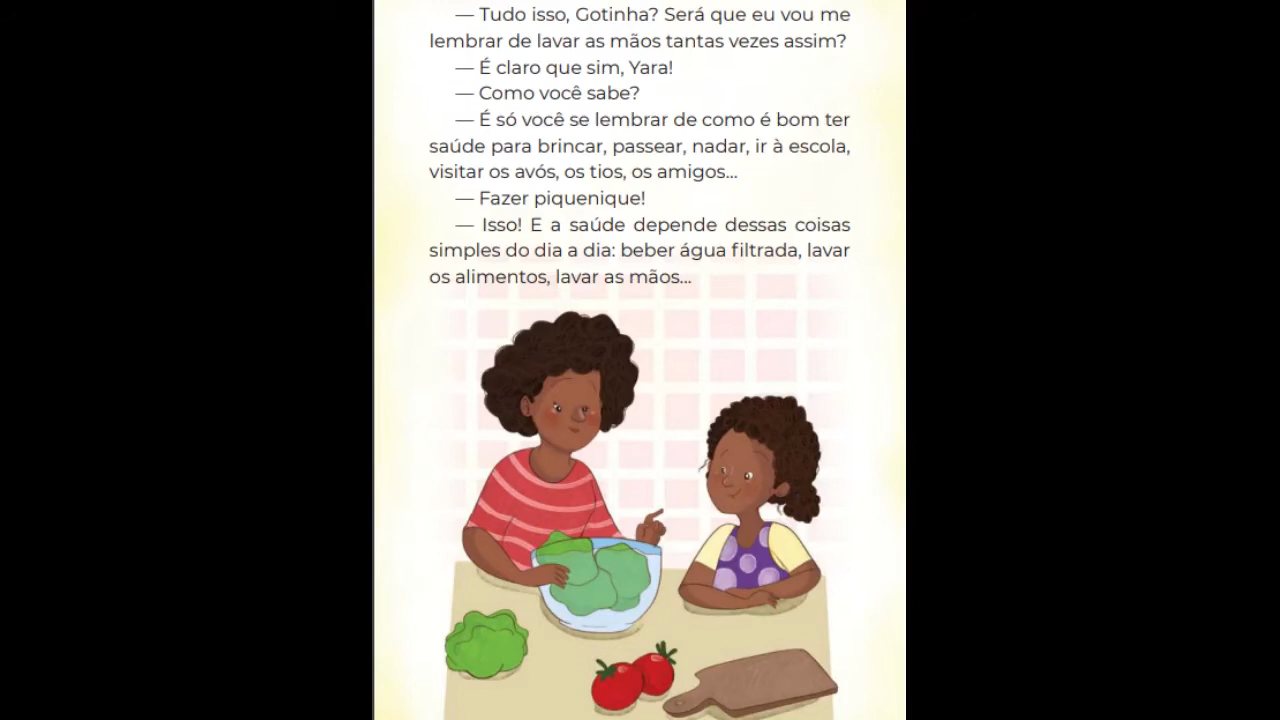 — Tudo isso, Gotinha? Será que eu vou me
lembrar de lavar as mãos tantas vezes assim?
— É claro que sim, Yara!
— Como você sabe?
— É só você se lembrar de como é bom ter
saúde para brincar, passear, nadar, ir à escola,
visitar os avós, os tios, os amigos...
— Fazer piquenique!
— Isso! E a saúde depende dessas coisas
simples do dia a dia: beber água filtrada, lavar
os alimentos, lavar as mãos...